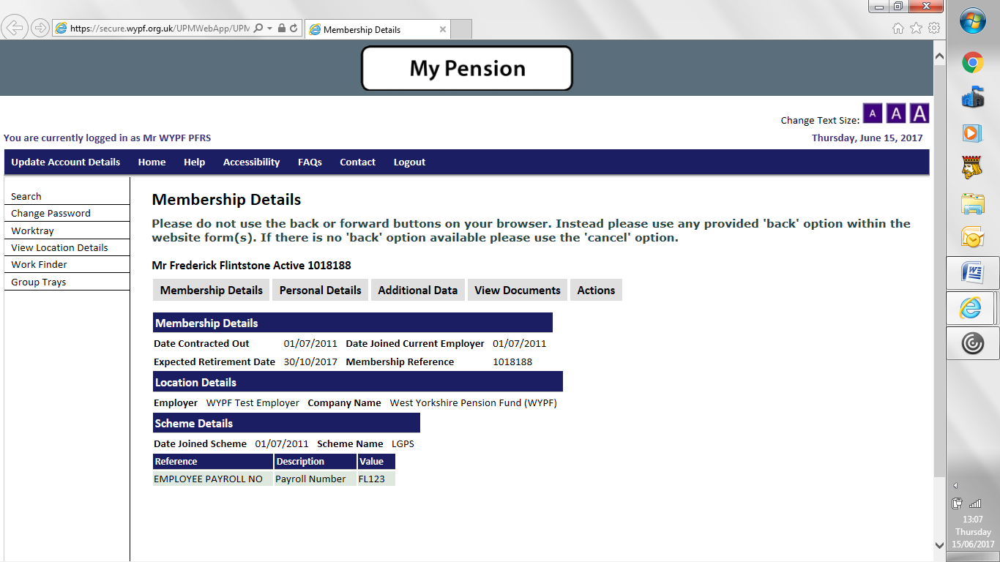 https://secure.wypf.org.uk/UPMWebApp/UPM
Membership Details
My Pension
Change Text Size: A A A
You are currently logged in as Mr WYPF PFRS
Thursday, June 15, 2017
Update Account Details Home Help Accessibility FAQs Contact Logout
Search
Change Password
Worktray
View Location Details
Work Finder
Group Trays
Membership Details
Please do not use the back or forward buttons on your browser. Instead please use any provided 'back' option within the
website form(s). If there is no 'back' option available please use the 'cancel' option.
Mr Frederick Flintstone Active 1018188
Membership Details Personal Details Additional Data View Documents Actions
Membership Details
Date Contracted Out 01/07/2011 Date Joined Current Employer 01/07/2011
Expected Retirement Date 30/10/2017 Membership Reference 1018188
Location Details
Employer WYPF Test Employer Company Name West Yorkshire Pension Fund (WYPF)
Scheme Details
Date Joined Scheme 01/07/2011 Scheme Name LGPS
Reference Description Value
EMPLOYEE PAYROLL NO Payroll Number FL123
13:07
Thursday
15/06/2017